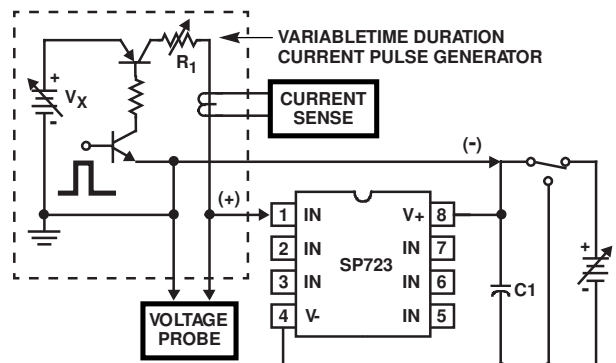 VARIABLETIME DURATION
CURRENT PULSE GENERATOR
+
VX
-
R1
CURRENT
SENSE
(-)
(+)
1 IN
2 IN
3 IN
4 V-
SP723
V+ 8
IN 7
IN 6
IN 5
C1
+
-
VOLTAGE
PROBE